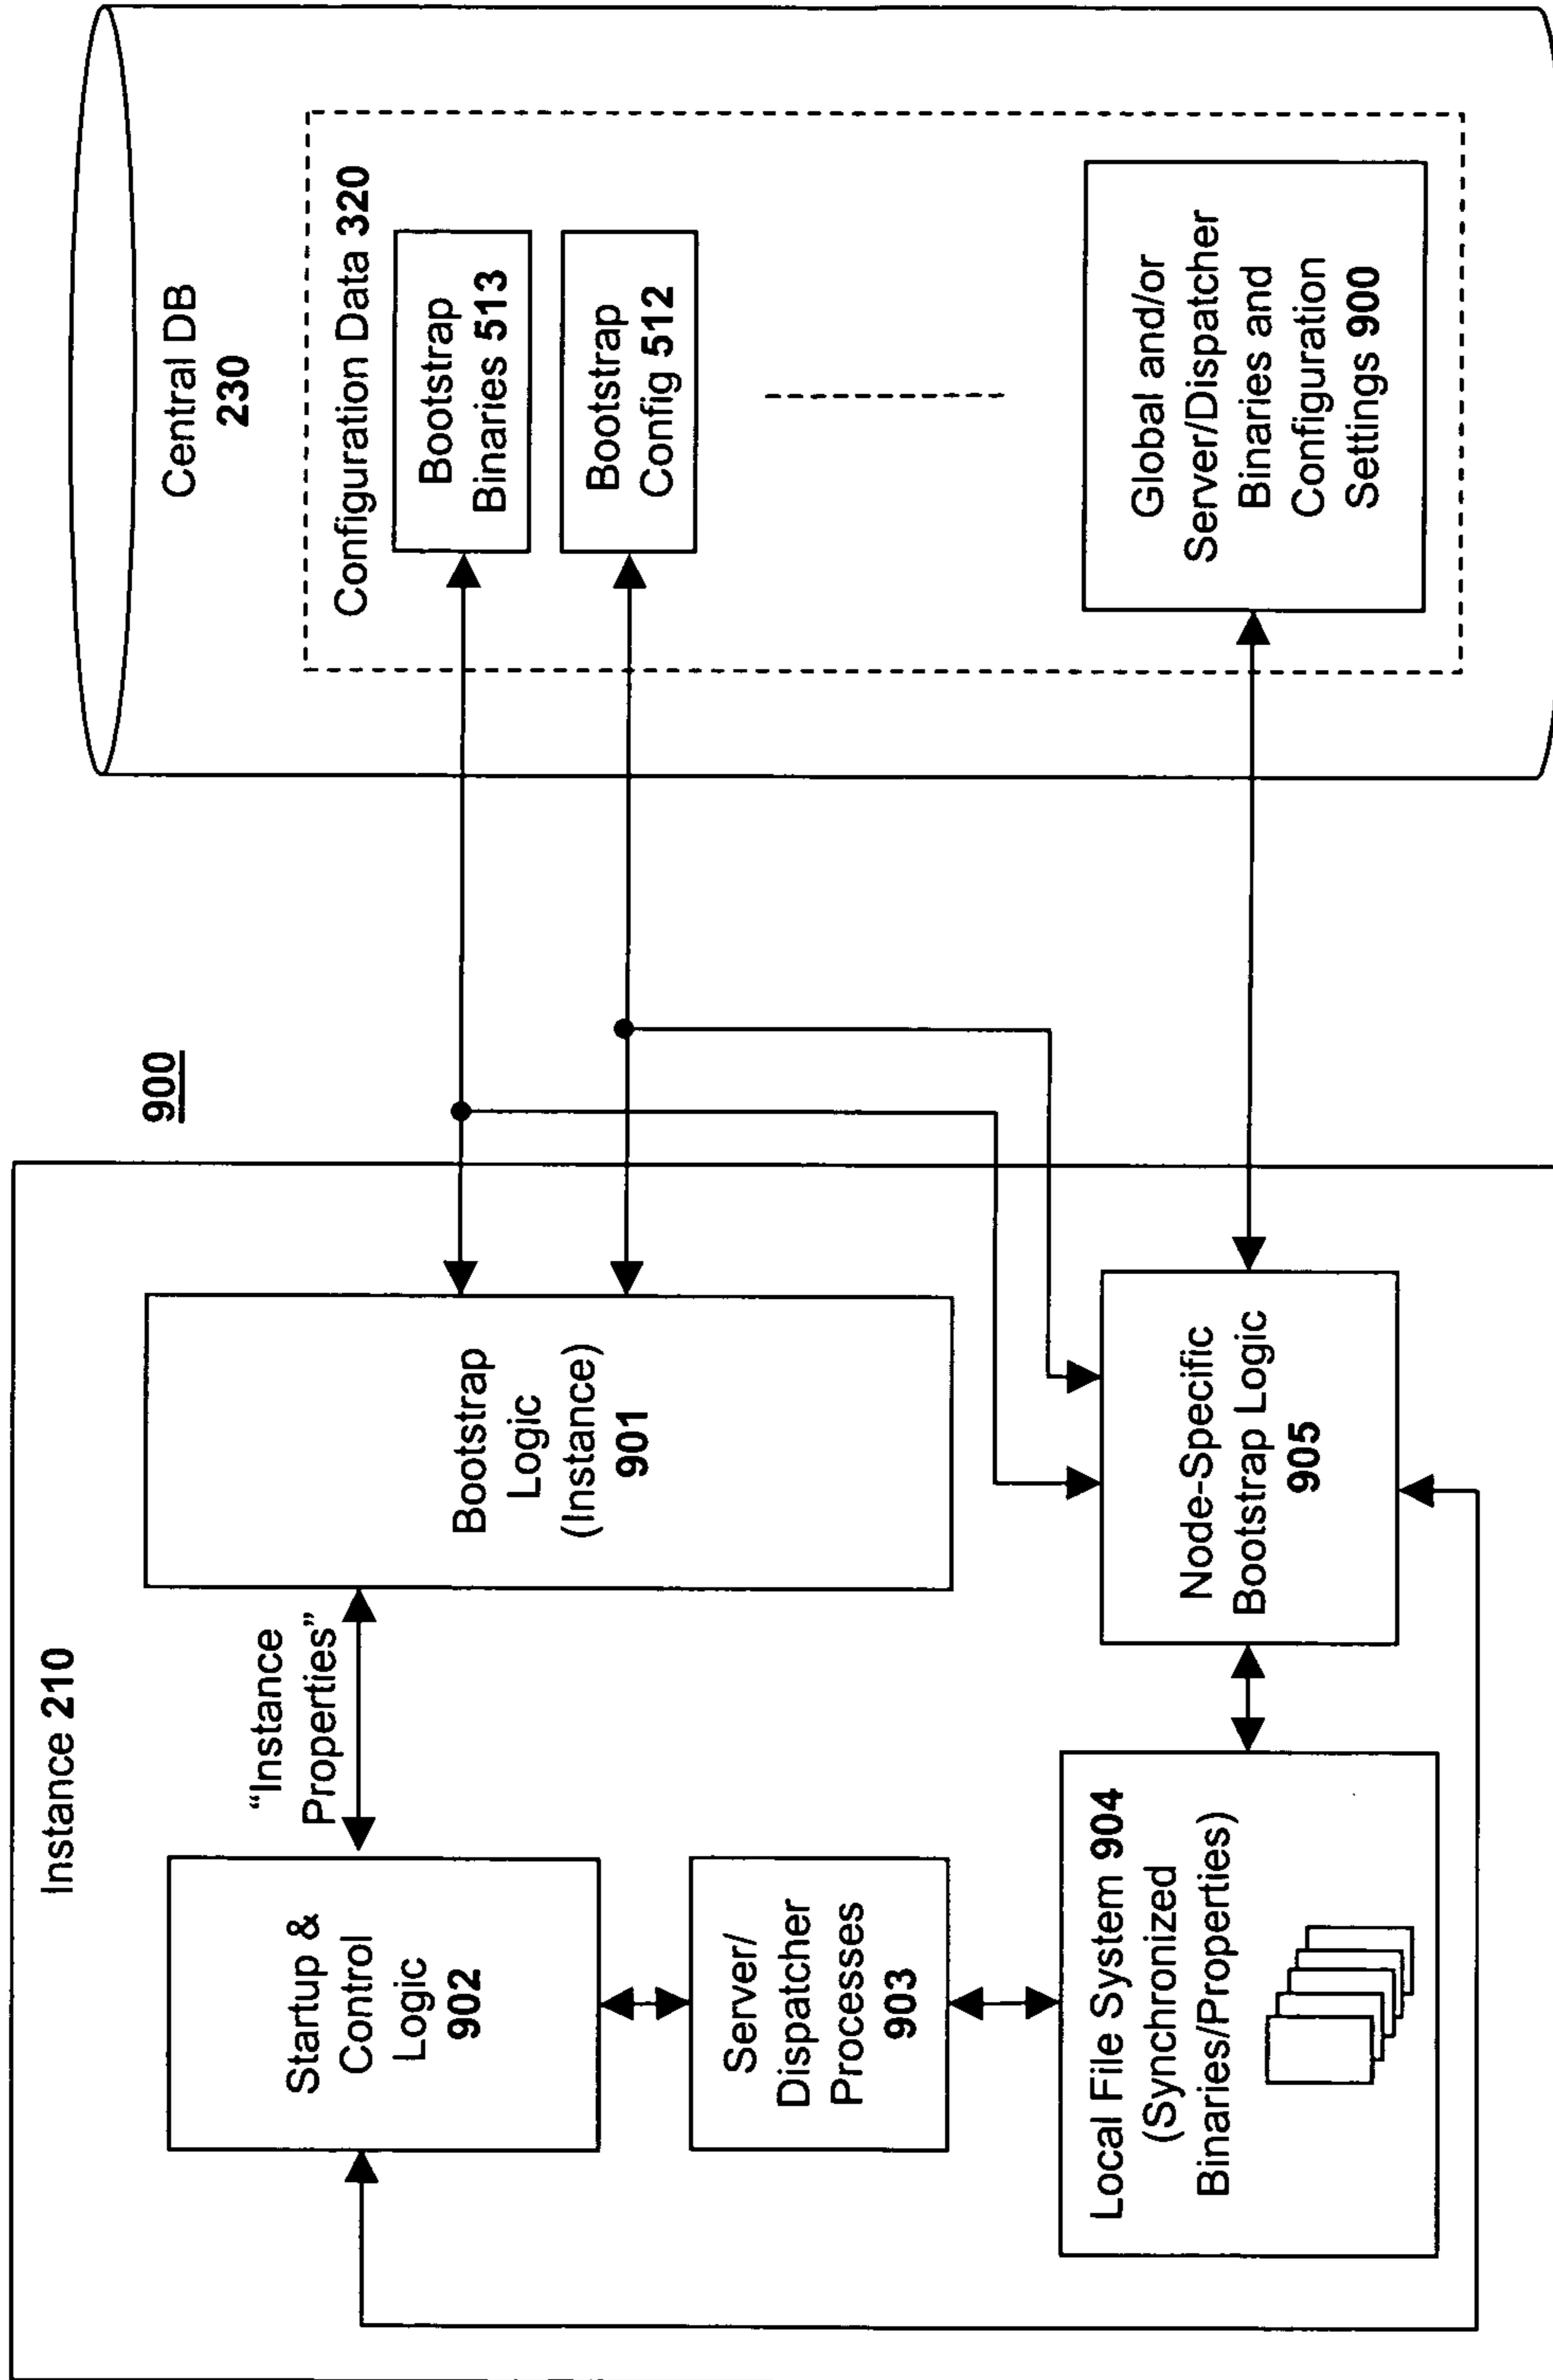 Instance 210
"Instance
Properties"
Startup &
Control
Logic
902
Bootstrap
Logic
(Instance)
901
Server/
Dispatcher
Processes
903
Local File System 904
(Synchronized
Binaries/Properties)
Node-Specific
Bootstrap Logic
905
900
Central DB
230
Configuration Data 320
Bootstrap
Binaries 513
Bootstrap
Config 512
Global and/or
Server/Dispatcher
Binaries and
Configuration
Settings 900